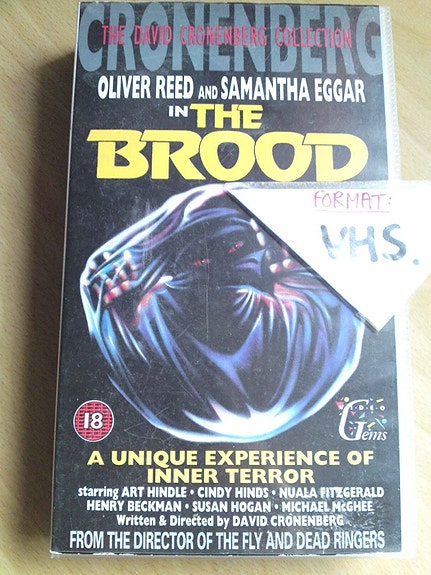 CRONENBERG
THE DAVID CRONENBERG COLLECTION
OLIVER REED AND SAMANTHA EGGAR
IN THE
BROOD
FORMAT:
VHS.
18
VIDEO
Gems
A UNIQUE EXPERIENCE OF
INNER TERROR
starring ART HINDLE • CINDY HINDS • NUALA FITZGERALD
HENRY BECKMAN • SUSAN HOGAN • MICHAEL McGHEE
Written & Directed by DAVID CRONENBERG
FROM THE DIRECTOR OF THE FLY AND DEAD RINGERS